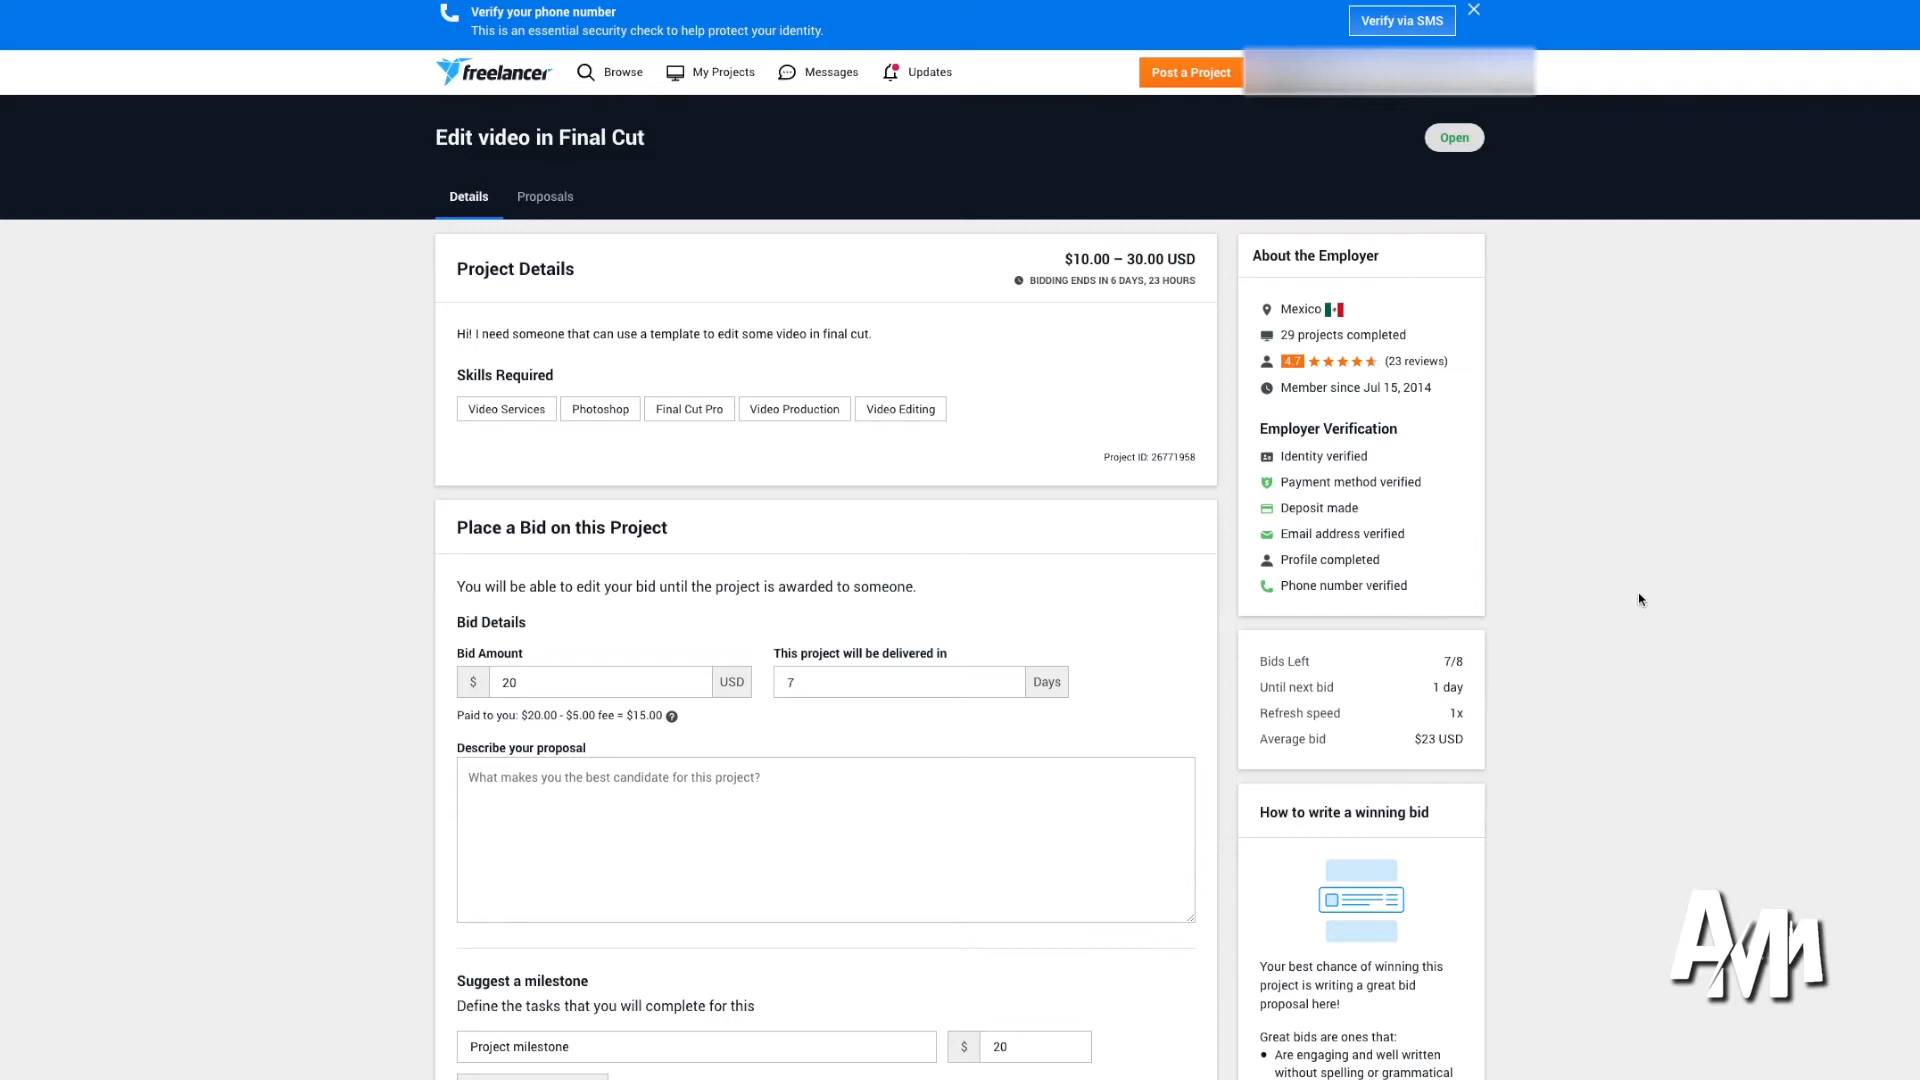 Verify your phone number
This is an essential security check to help protect your identity.
Verify via SMS
freelancer
Browse
My Projects
Messages
Updates
Post a Project
Edit video in Final Cut
Open
Details
Proposals
Project Details
$10.00 – 30.00 USD
BIDDING ENDS IN 6 DAYS, 23 HOURS
Hi! I need someone that can use a template to edit some video in final cut.
Skills Required
Video Services
Photoshop
Final Cut Pro
Video Production
Video Editing
Project ID: 26771958
Place a Bid on this Project
You will be able to edit your bid until the project is awarded to someone.
Bid Details
Bid Amount
$ 20 USD
This project will be delivered in
7 Days
Paid to you: $20.00 - $5.00 fee = $15.00 ?
Describe your proposal
What makes you the best candidate for this project?
Suggest a milestone
Define the tasks that you will complete for this
Project milestone
$ 20
About the Employer
Mexico
29 projects completed
4.7 (23 reviews)
Member since Jul 15, 2014
Employer Verification
Identity verified
Payment method verified
Deposit made
Email address verified
Profile completed
Phone number verified
Bids Left 7/8
Until next bid 1 day
Refresh speed 1x
Average bid $23 USD
How to write a winning bid
Your best chance of winning this
project is writing a great bid
proposal here!
Great bids are ones that:
Are engaging and well written
without spelling or grammatical
AVM